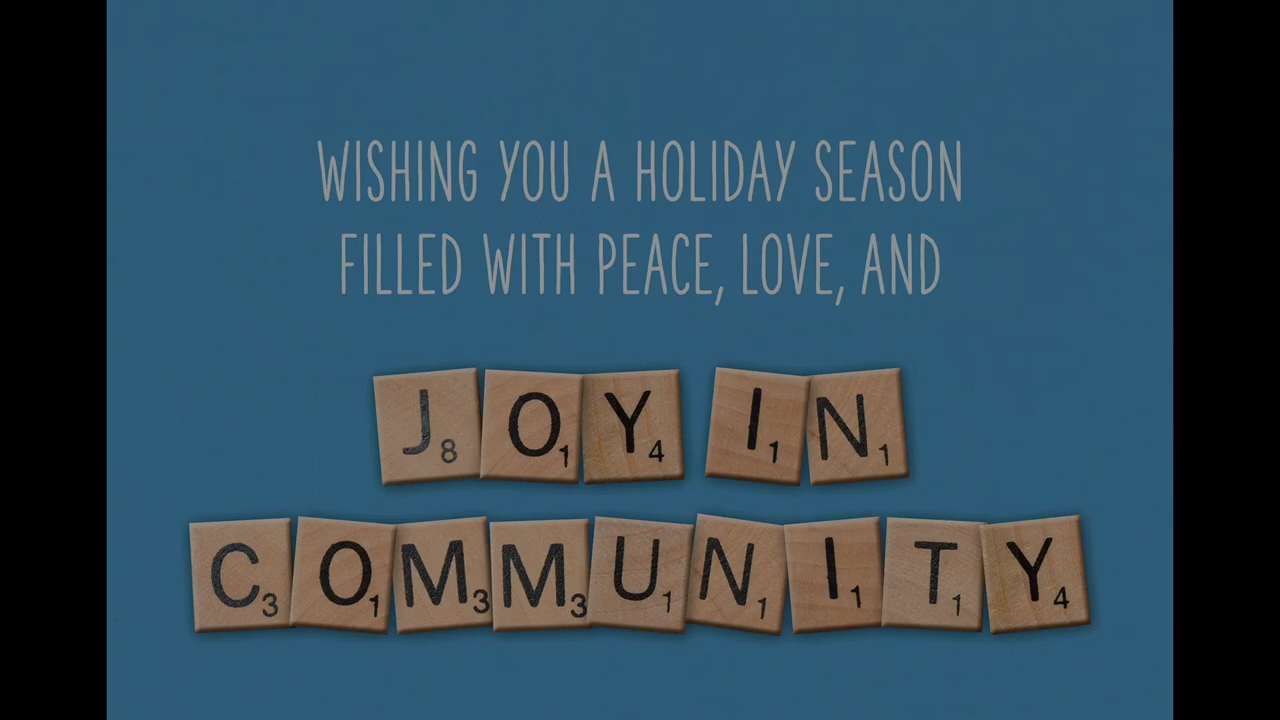 WISHING YOU A HOLIDAY SEASON
FILLED WITH PEACE, LOVE, AND
J8 O1 Y4 I1 N1
C3 O1 M3 M3 U1 N1 I1 T1 Y4